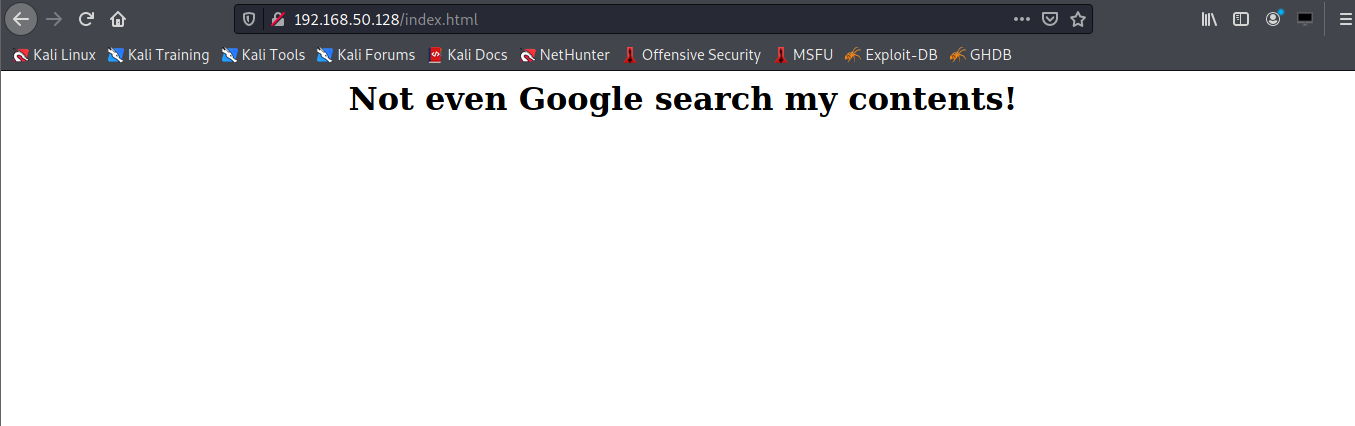 192.168.50.128/index.html
Kali Linux Kali Training Kali Tools Kali Forums Kali Docs NetHunter Offensive Security MSFU Exploit-DB GHDB
Not even Google search my contents!